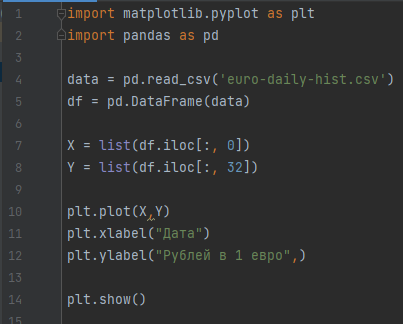 1 import matplotlib.pyplot as plt
2 import pandas as pd
3
4 data = pd.read_csv('euro-daily-hist.csv')
5 df = pd.DataFrame(data)
6
7 X = list(df.iloc[:, 0])
8 Y = list(df.iloc[:, 32])
9
10 plt.plot(X,Y)
11 plt.xlabel("Дата")
12 plt.ylabel("Рублей в 1 евро",)
13
14 plt.show()
15